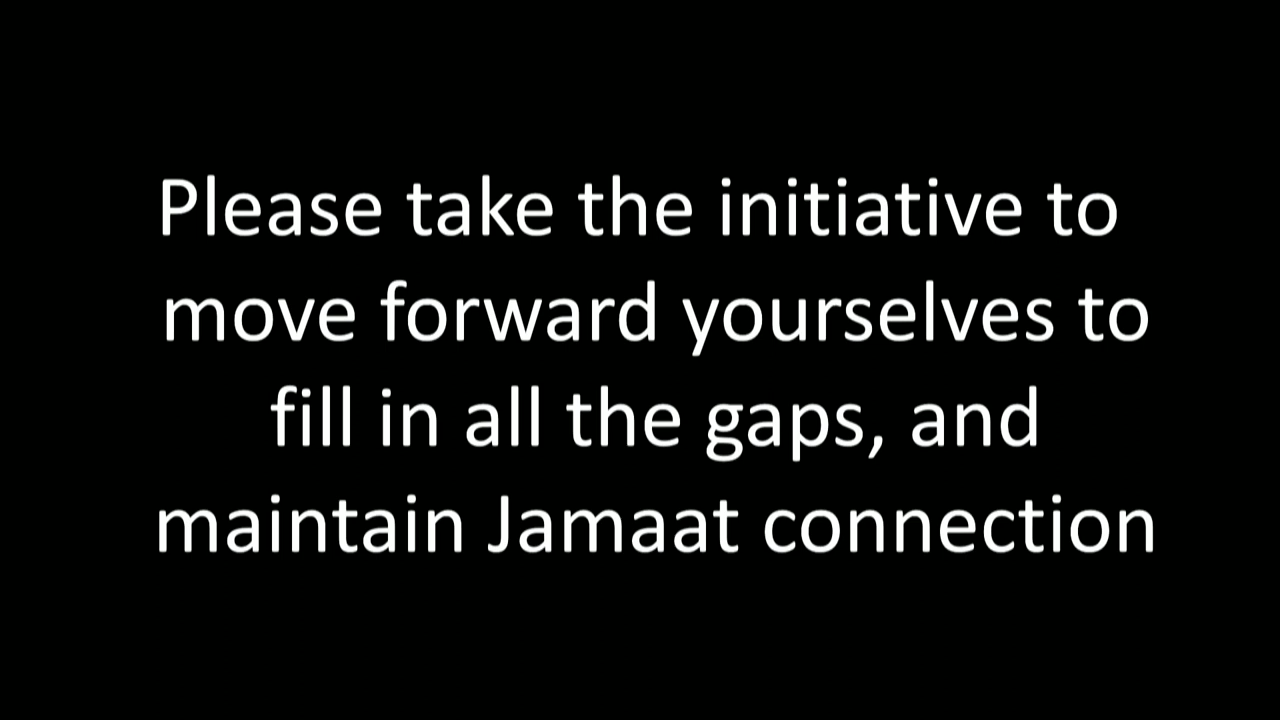 Please take the initiative to
move forward yourselves to
fill in all the gaps, and
maintain Jamaat connection